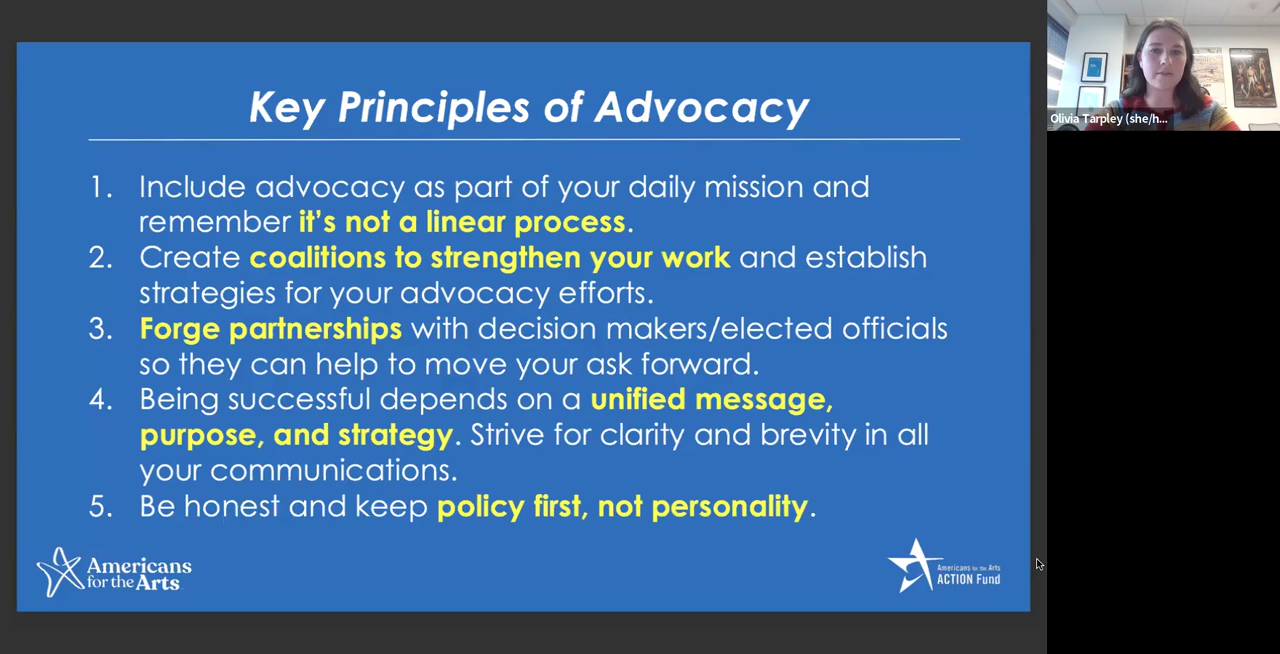 Key Principles of Advocacy
1. Include advocacy as part of your daily mission and
remember it's not a linear process.
2. Create coalitions to strengthen your work and establish
strategies for your advocacy efforts.
3. Forge partnerships with decision makers/elected officials
so they can help to move your ask forward.
4. Being successful depends on a unified message,
purpose, and strategy. Strive for clarity and brevity in all
your communications.
5. Be honest and keep policy first, not personality.
Americans
for the Arts
Americans for the Arts
ACTION Fund
Olivia Tarpley (she/h...